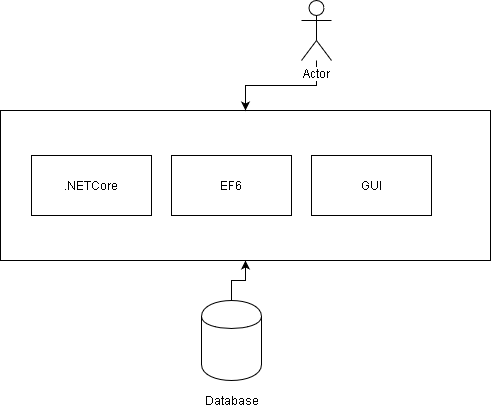 Actor
.NETCore
EF6
GUI
Database